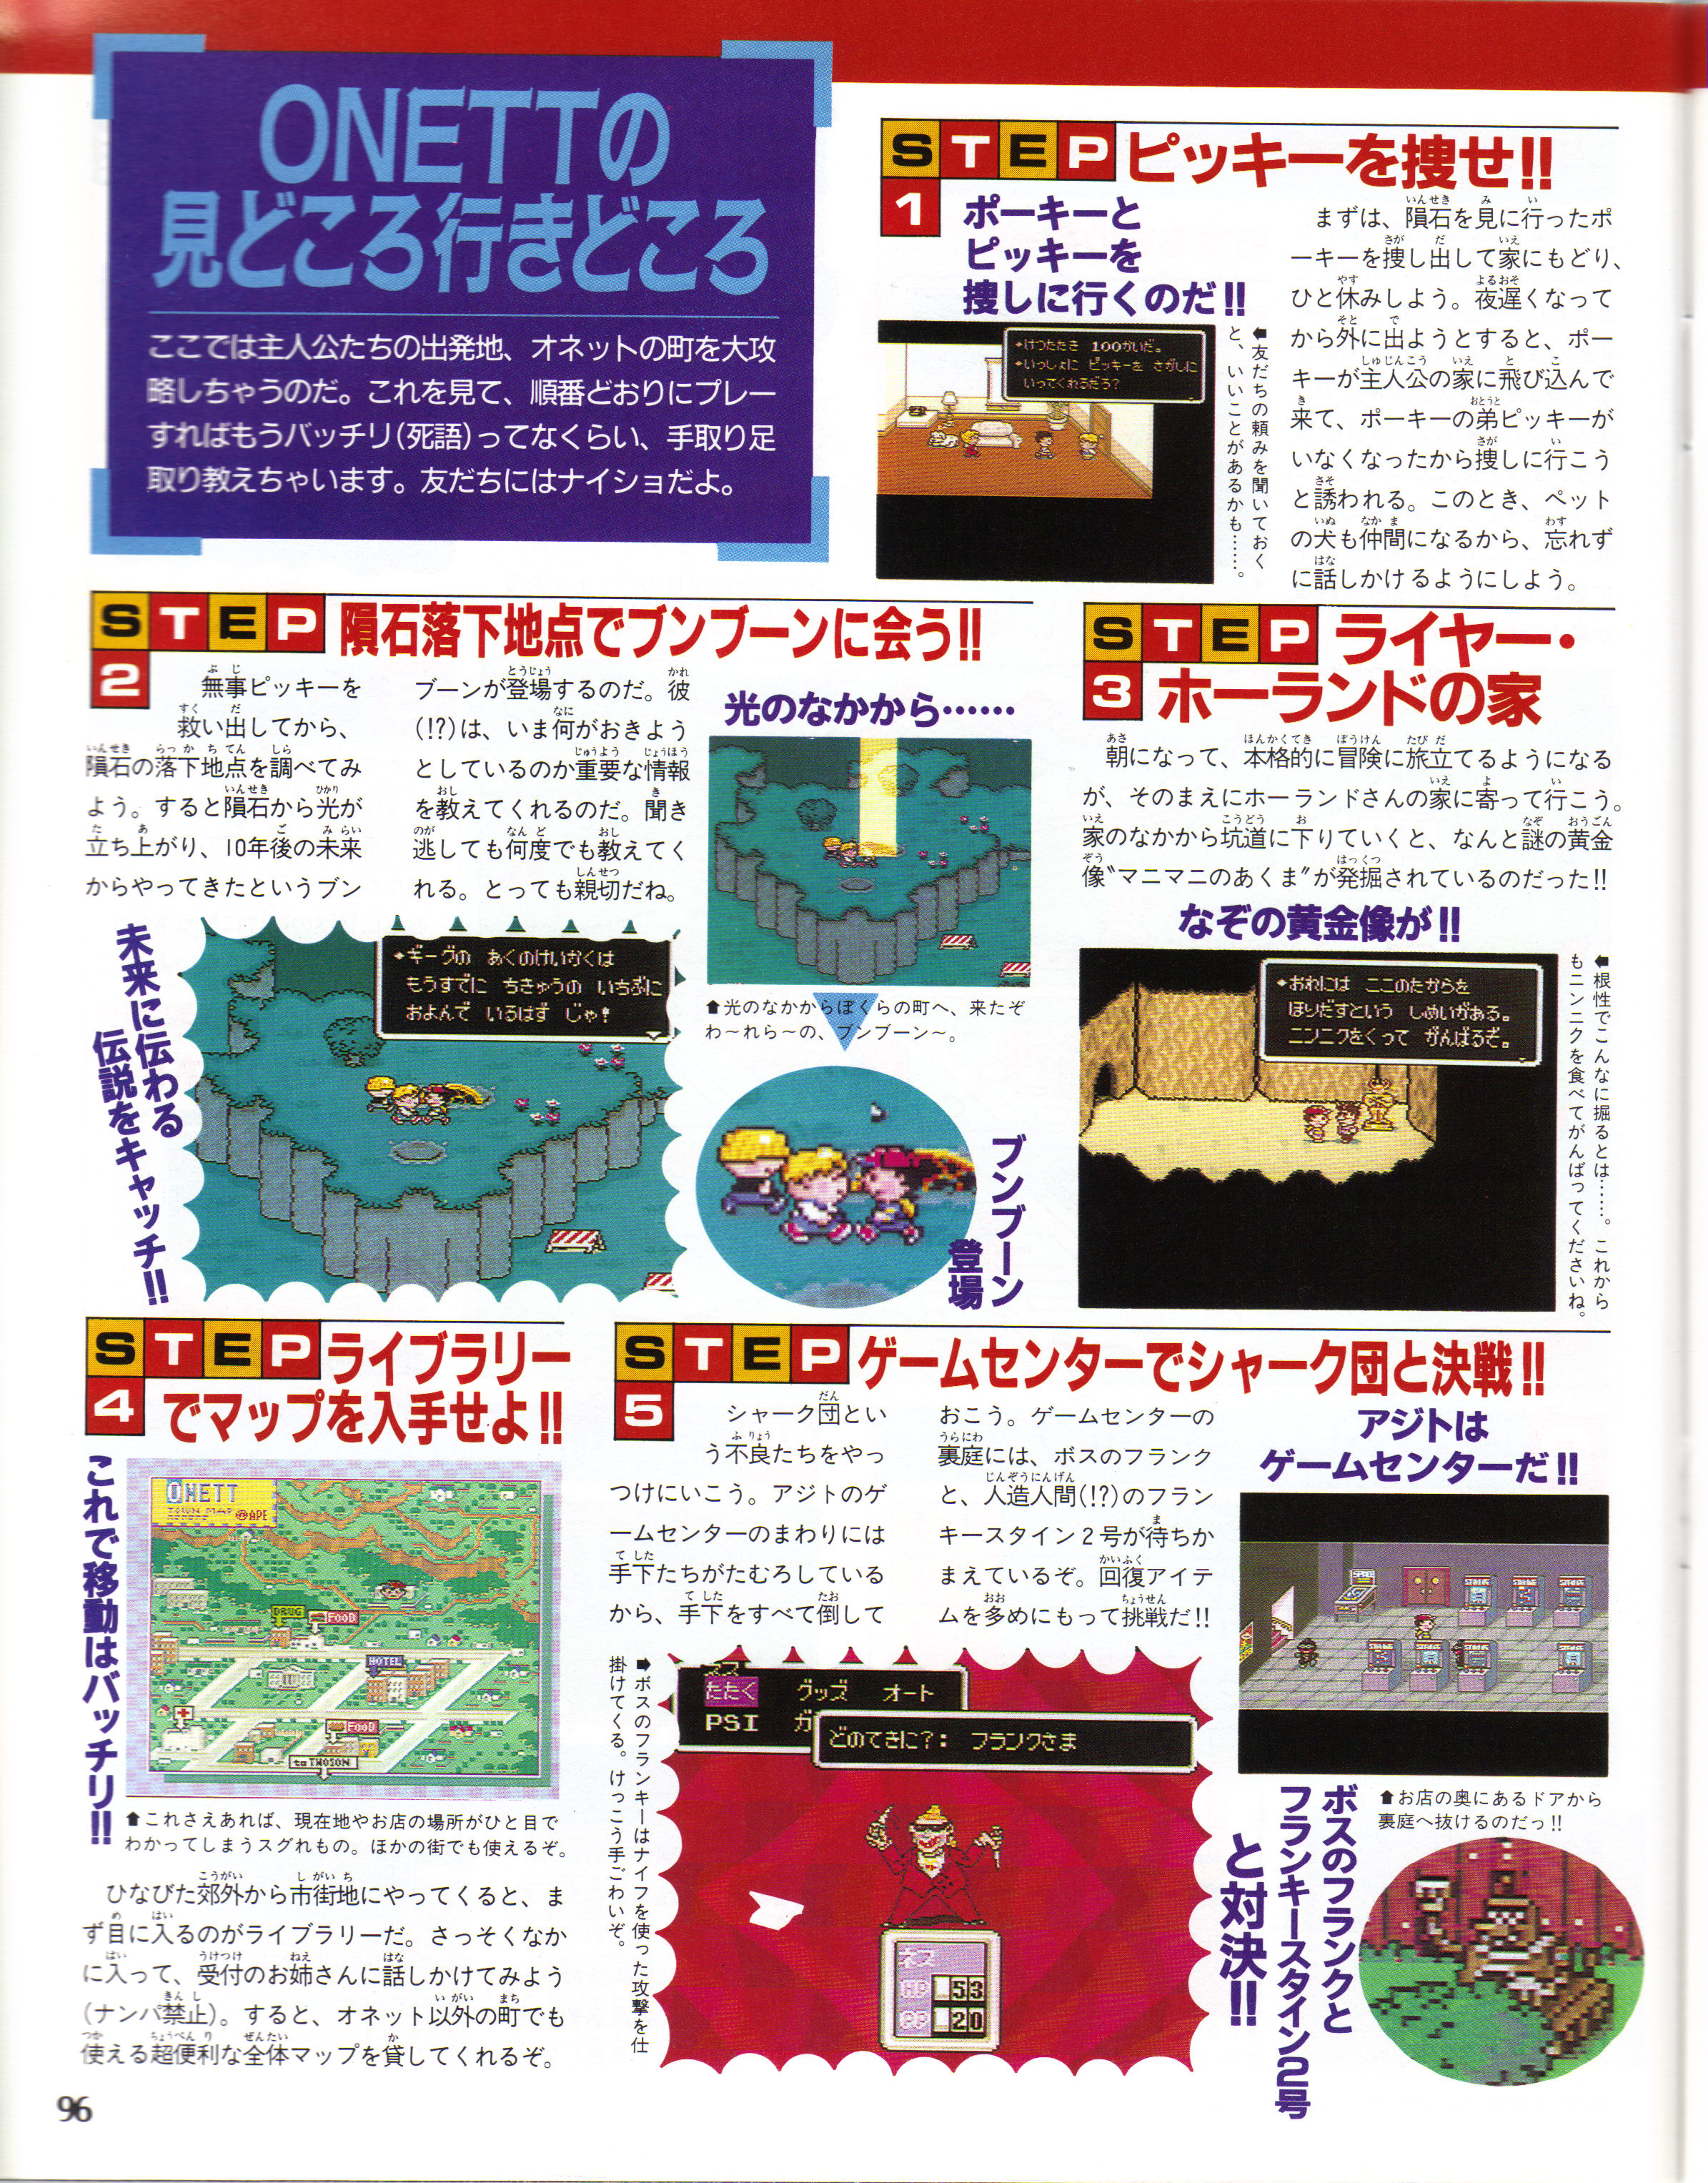 ONETTの
見どころ行きどころ
ここでは主人公たちの出発地、オネットの町を大攻
略しちゃうのだ。これを見て、順番どおりにプレー
すればもうバッチリ(死語)ってなくらい、手取り足
取り教えちゃいます。友だちにはナイショだよ。
STEP 1 ピッキーを捜せ!!
ポーキーと
ピッキーを
捜しに行くのだ!!
まずは、隕石を見に行ったポ
ーキーを捜し出して家にもどり、
ひと休みしよう。夜遅くなって
から外に出ようとすると、ポー
キーが主人公の家に飛び込んで
来て、ポーキーの弟ピッキーが
いなくなったから捜しに行こう
と誘われる。このとき、ペット
の犬も仲間になるから、忘れず
に話しかけるようにしよう。
◆けつたたき 100かいだ。
◆いっしょに ピッキーを さがしに
いってくれるだろ?
⬅友だちの頼みを聞いておく
と、いいことがあるかも……。
STEP 2 隕石落下地点でブンブーンに会う!!
無事ピッキーを
救い出してから、
隕石の落下地点を調べてみ
よう。すると隕石から光が
立ち上がり、10年後の未来
からやってきたというブン
ブーンが登場するのだ。彼
(!?)は、いま何がおきよう
としているのか重要な情報
を教えてくれるのだ。聞き
逃しても何度でも教えてく
れる。とっても親切だね。
光のなかから……
⬆光のなかからぼくらの町へ、来たぞ
わ〜れら〜の、ブンブーン〜。
未来に伝わる
伝説をキャッチ!!
◆ギーグの あくのけいかくは
もうすでに ちきゅうの いちぶに
およんで いるはず じゃ!
ブンブーン
登場
STEP 3 ライヤー・
ホーランドの家
朝になって、本格的に冒険に旅立てるようになる
が、そのまえにホーランドさんの家に寄って行こう。
家のなかから坑道に下りていくと、なんと謎の黄金
像〝マニマニのあくま〟が発掘されているのだった!!
なぞの黄金像が!!
◆おれには ここのたからを
ほりだすという しめいがある。
ニンニクをくって がんばるぞ。
⬅根性でこんなに掘るとは……。これから
もニンニクを食べてがんばってくださいね。
STEP 4 ライブラリー
でマップを入手せよ!!
これで移動はバッチリ!!
ONETT
TOWN MAP APE
DRUG
FOOD
HOTEL
FOOD
to TWOSON
⬆これさえあれば、現在地やお店の場所がひと目で
わかってしまうスグれもの。ほかの街でも使えるぞ。
ひなびた郊外から市街地にやってくると、ま
ず目に入るのがライブラリーだ。さっそくなか
に入って、受付のお姉さんに話しかけてみよう
(ナンパ禁止)。すると、オネット以外の町でも
使える超便利な全体マップを貸してくれるぞ。
STEP 5 ゲームセンターでシャーク団と決戦!!
シャーク団とい
う不良たちをやっ
つけにいこう。アジトのゲ
ームセンターのまわりには
手下たちがたむろしている
から、手下をすべて倒して
おこう。ゲームセンターの
裏庭には、ボスのフランク
と、人造人間(!?)のフラン
キースタイン2号が待ちか
まえているぞ。回復アイテ
ムを多めにもって挑戦だ!!
アジトは
ゲームセンターだ!!
⬆お店の奥にあるドアから
裏庭へ抜けるのだっ!!
➡ボスのフランキーはナイフを使った攻撃を仕
掛けてくる。けっこう手ごわいぞ。
ネス
たたく グッズ オート
PSI ガ
どのてきに?: フランクさま
ネス
HP 53
PP 20
ボスのフランクと
フランキースタイン2号
と対決!!
96